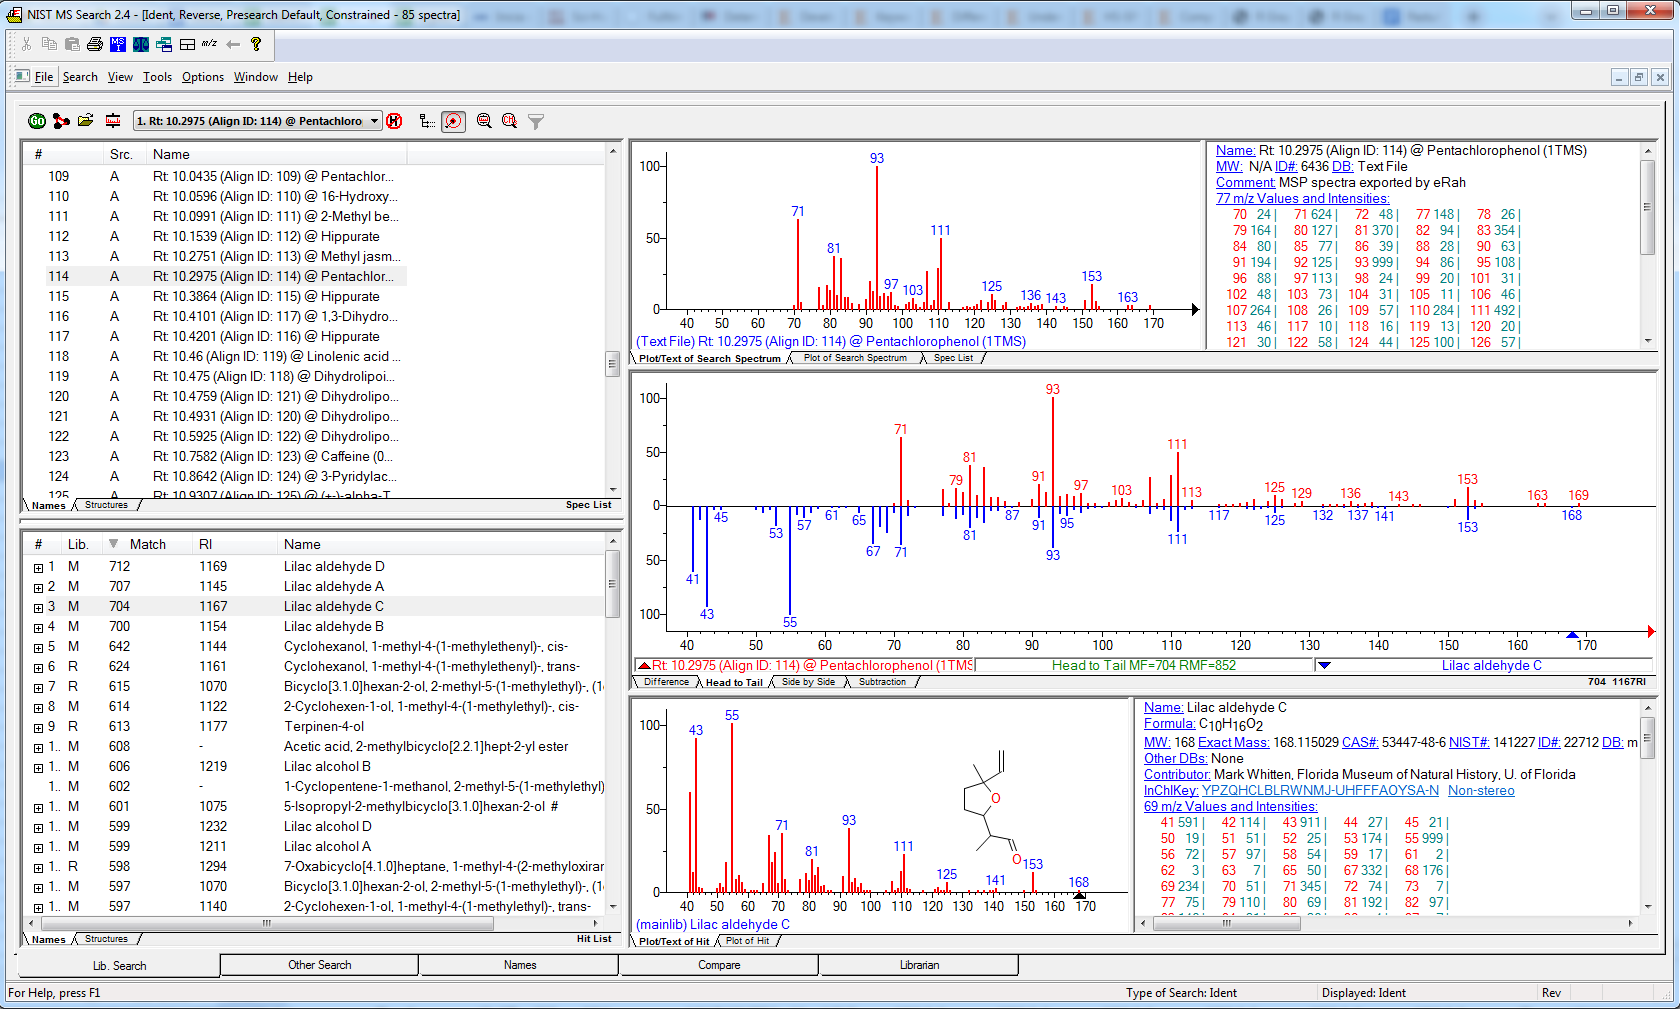 NIST MS Search 2.4 - [Ident, Reverse, Presearch Default, Constrained - 85 spectra]
File Search View Tools Options Window Help
1. Rt: 10.2975 (Align ID: 114) @ Pentachloro
# Src. Name
109 A Rt: 10.0435 (Align ID: 109) @ Pentachlor...
110 A Rt: 10.0596 (Align ID: 110) @ 16-Hydroxy...
111 A Rt: 10.0991 (Align ID: 111) @ 2-Methyl be...
112 A Rt: 10.1539 (Align ID: 112) @ Hippurate
113 A Rt: 10.2751 (Align ID: 113) @ Methyl jasm...
114 A Rt: 10.2975 (Align ID: 114) @ Pentachlor...
115 A Rt: 10.3864 (Align ID: 115) @ Hippurate
116 A Rt: 10.4101 (Align ID: 117) @ 1,3-Dihydro...
117 A Rt: 10.4201 (Align ID: 116) @ Hippurate
118 A Rt: 10.46 (Align ID: 119) @ Linolenic acid ...
119 A Rt: 10.475 (Align ID: 118) @ Dihydrolipoi...
120 A Rt: 10.4759 (Align ID: 121) @ Dihydrolipo...
121 A Rt: 10.4931 (Align ID: 120) @ Dihydrolipo...
122 A Rt: 10.5925 (Align ID: 122) @ Dihydrolipo...
123 A Rt: 10.7582 (Align ID: 123) @ Caffeine (0...
124 A Rt: 10.8642 (Align ID: 124) @ 3-Pyridylac...
125 A Rt: 10.9307 (Align ID: 125) @ (+-)-alpha-T...
Names Structures Spec List
# Lib. Match RI Name
1 M 712 1169 Lilac aldehyde D
2 M 707 1145 Lilac aldehyde A
3 M 704 1167 Lilac aldehyde C
4 M 700 1154 Lilac aldehyde B
5 M 642 1144 Cyclohexanol, 1-methyl-4-(1-methylethenyl)-, cis-
6 R 624 1161 Cyclohexanol, 1-methyl-4-(1-methylethenyl)-, trans-
7 R 615 1070 Bicyclo[3.1.0]hexan-2-ol, 2-methyl-5-(1-methylethyl)-, (1
8 M 614 1122 2-Cyclohexen-1-ol, 1-methyl-4-(1-methylethyl)-, cis-
9 R 613 1177 Terpinen-4-ol
1.. M 608 - Acetic acid, 2-methylbicyclo[2.2.1]hept-2-yl ester
1.. M 606 1219 Lilac alcohol B
1.. M 602 - 1-Cyclopentene-1-methanol, 2-methyl-5-(1-methylethyl)
1.. M 601 1075 5-Isopropyl-2-methylbicyclo[3.1.0]hexan-2-ol #
1.. M 599 1232 Lilac alcohol D
1.. M 599 1211 Lilac alcohol A
1.. R 598 1294 7-Oxabicyclo[4.1.0]heptane, 1-methyl-4-(2-methyloxiran
1.. M 597 1070 Bicyclo[3.1.0]hexan-2-ol, 2-methyl-5-(1-methylethyl)-, (1
1.. M 597 1140 2-Cyclohexen-1-ol, 1-methyl-4-(1-methylethyl)-, trans-
Names Structures Hit List
100
50
0
71 81 93 97 103 111 125 136 143 153 163
40 50 60 70 80 90 100 110 120 130 140 150 160 170
(Text File) Rt: 10.2975 (Align ID: 114) @ Pentachlorophenol (1TMS)
Plot/Text of Search Spectrum Plot of Search Spectrum Spec List
Name: Rt: 10.2975 (Align ID: 114) @ Pentachlorophenol (1TMS)
MW: N/A ID#: 6436 DB: Text File
Comment: MSP spectra exported by eRah
77 m/z Values and Intensities:
70 24 | 71 624 | 72 48 | 77 148 | 78 26 |
79 164 | 80 127 | 81 370 | 82 94 | 83 354 |
84 80 | 85 77 | 86 39 | 88 28 | 90 63 |
91 194 | 92 125 | 93 999 | 94 86 | 95 108 |
96 88 | 97 113 | 98 24 | 99 20 | 101 31 |
102 48 | 103 73 | 104 31 | 105 11 | 106 46 |
107 264 | 108 26 | 109 57 | 110 284 | 111 492 |
113 46 | 117 10 | 118 16 | 119 13 | 120 20 |
121 30 | 122 58 | 124 44 | 125 100 | 126 57 |
100
50
0
50
100
71 79 81 91 93 97 103 111 113 125 129 136 143 153 163 169
41 43 45 53 55 57 61 65 67 71 81 87 91 93 95 111 117 125 132 137 141 153 168
40 50 60 70 80 90 100 110 120 130 140 150 160 170
Rt: 10.2975 (Align ID: 114) @ Pentachlorophenol (1TMS Head to Tail MF=704 RMF=852 Lilac aldehyde C
Difference Head to Tail Side by Side Subtraction 704 1167RI
100
50
0
43 55 71 81 93 111 125 141 153 168
O
O
40 50 60 70 80 90 100 110 120 130 140 150 160 170
(mainlib) Lilac aldehyde C
Plot/Text of Hit Plot of Hit
Name: Lilac aldehyde C
Formula: C10H16O2
MW: 168 Exact Mass: 168.115029 CAS#: 53447-48-6 NIST#: 141227 ID#: 22712 DB: m
Other DBs: None
Contributor: Mark Whitten, Florida Museum of Natural History, U. of Florida
InChIKey: YPZQHCLBLRWNMJ-UHFFFAOYSA-N Non-stereo
69 m/z Values and Intensities:
41 591 | 42 114 | 43 911 | 44 27 | 45 21 |
50 19 | 51 51 | 52 25 | 53 174 | 55 999 |
56 72 | 57 97 | 58 54 | 59 17 | 61 2 |
62 3 | 63 7 | 65 50 | 67 332 | 68 176 |
69 234 | 70 51 | 71 345 | 72 74 | 73 7 |
77 75 | 79 110 | 80 69 | 81 192 | 82 97 |
Lib. Search Other Search Names Compare Librarian
For Help, press F1 Type of Search: Ident Displayed: Ident Rev